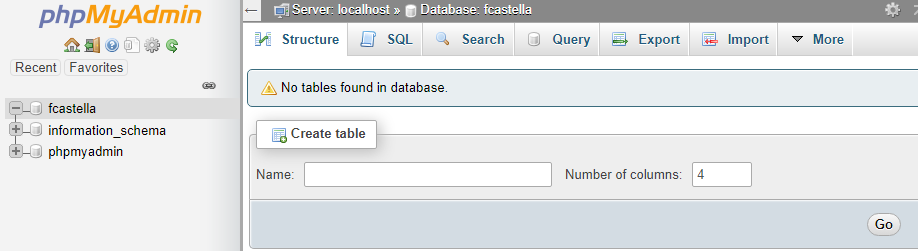 phpMyAdmin
Recent Favorites
fcastella
information_schema
phpmyadmin
Server: localhost » Database: fcastella
Structure SQL Search Query Export Import More
No tables found in database.
Create table
Name: Number of columns: 4
Go